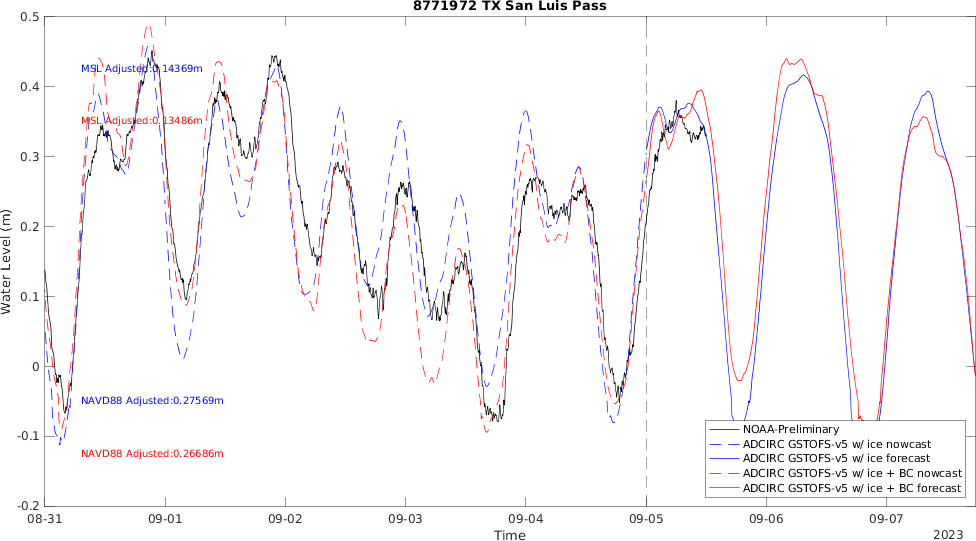 8771972 TX San Luis Pass
0.5
0.4
0.3
0.2
0.1
0
-0.1
-0.2
Water Level (m)
MSL Adjusted:0.14369m
MSL Adjusted:0.13486m
NAVD88 Adjusted:0.27569m
NAVD88 Adjusted:0.26686m
NOAA-Preliminary
ADCIRC GSTOFS-v5 w/ ice nowcast
ADCIRC GSTOFS-v5 w/ ice forecast
ADCIRC GSTOFS-v5 w/ ice + BC nowcast
ADCIRC GSTOFS-v5 w/ ice + BC forecast
08-31 09-01 09-02 09-03 09-04 09-05 09-06 09-07
Time
2023